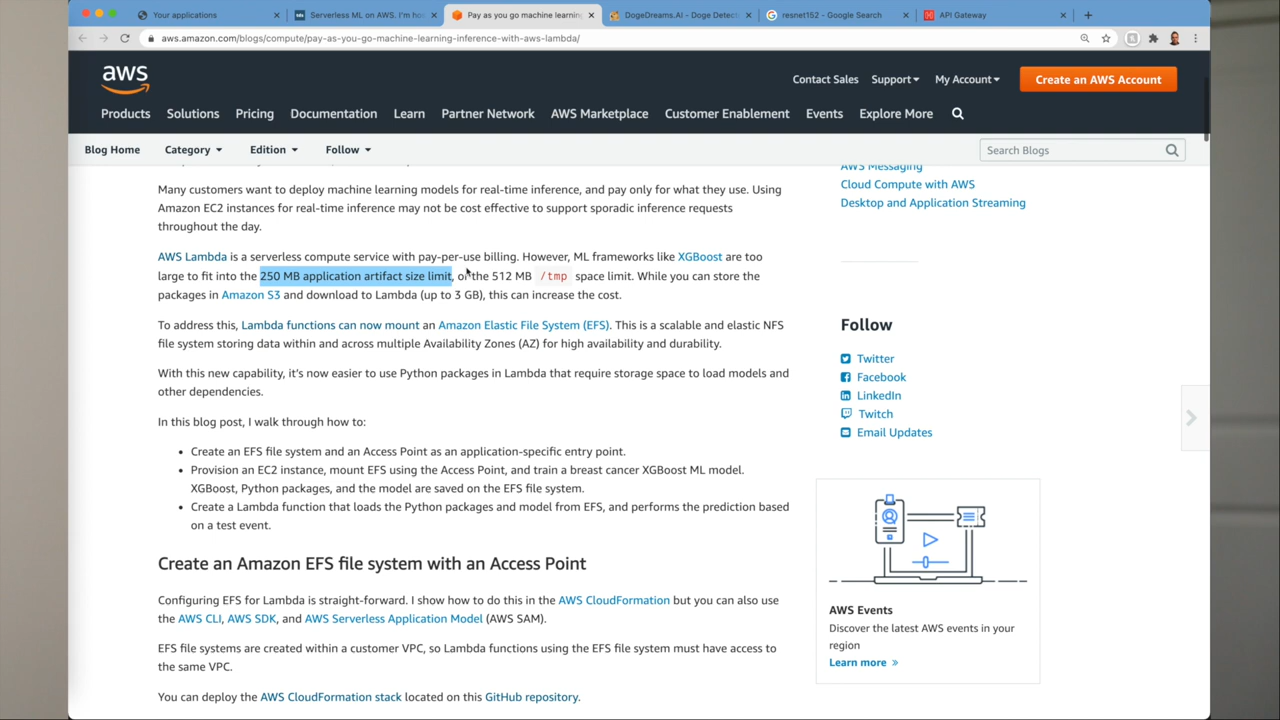 Your applications
Serverless ML on AWS. I'm ho
Pay as you go machine learning
DogeDreams.AI - Doge Detect
resnet152 - Google Search
API Gateway
aws.amazon.com/blogs/compute/pay-as-you-go-machine-learning-inference-with-aws-lambda/
aws
Contact Sales
Support
My Account
Create an AWS Account
Products
Solutions
Pricing
Documentation
Learn
Partner Network
AWS Marketplace
Customer Enablement
Events
Explore More
Blog Home
Category
Edition
Follow
Search Blogs
Many customers want to deploy machine learning models for real-time inference, and pay only for what they use. Using
Amazon EC2 instances for real-time inference may not be cost effective to support sporadic inference requests
throughout the day.
AWS Lambda is a serverless compute service with pay-per-use billing. However, ML frameworks like XGBoost are too
large to fit into the 250 MB application artifact size limit, or the 512 MB /tmp space limit. While you can store the
packages in Amazon S3 and download to Lambda (up to 3 GB), this can increase the cost.
To address this, Lambda functions can now mount an Amazon Elastic File System (EFS). This is a scalable and elastic NFS
file system storing data within and across multiple Availability Zones (AZ) for high availability and durability.
With this new capability, it's now easier to use Python packages in Lambda that require storage space to load models and
other dependencies.
In this blog post, I walk through how to:
• Create an EFS file system and an Access Point as an application-specific entry point.
• Provision an EC2 instance, mount EFS using the Access Point, and train a breast cancer XGBoost ML model.
XGBoost, Python packages, and the model are saved on the EFS file system.
• Create a Lambda function that loads the Python packages and model from EFS, and performs the prediction based
on a test event.
Create an Amazon EFS file system with an Access Point
Configuring EFS for Lambda is straight-forward. I show how to do this in the AWS CloudFormation but you can also use
the AWS CLI, AWS SDK, and AWS Serverless Application Model (AWS SAM).
EFS file systems are created within a customer VPC, so Lambda functions using the EFS file system must have access to
the same VPC.
You can deploy the AWS CloudFormation stack located on this GitHub repository.
AWS Messaging
Cloud Compute with AWS
Desktop and Application Streaming
Follow
Twitter
Facebook
LinkedIn
Twitch
Email Updates
AWS Events
Discover the latest AWS events in your
region
Learn more »